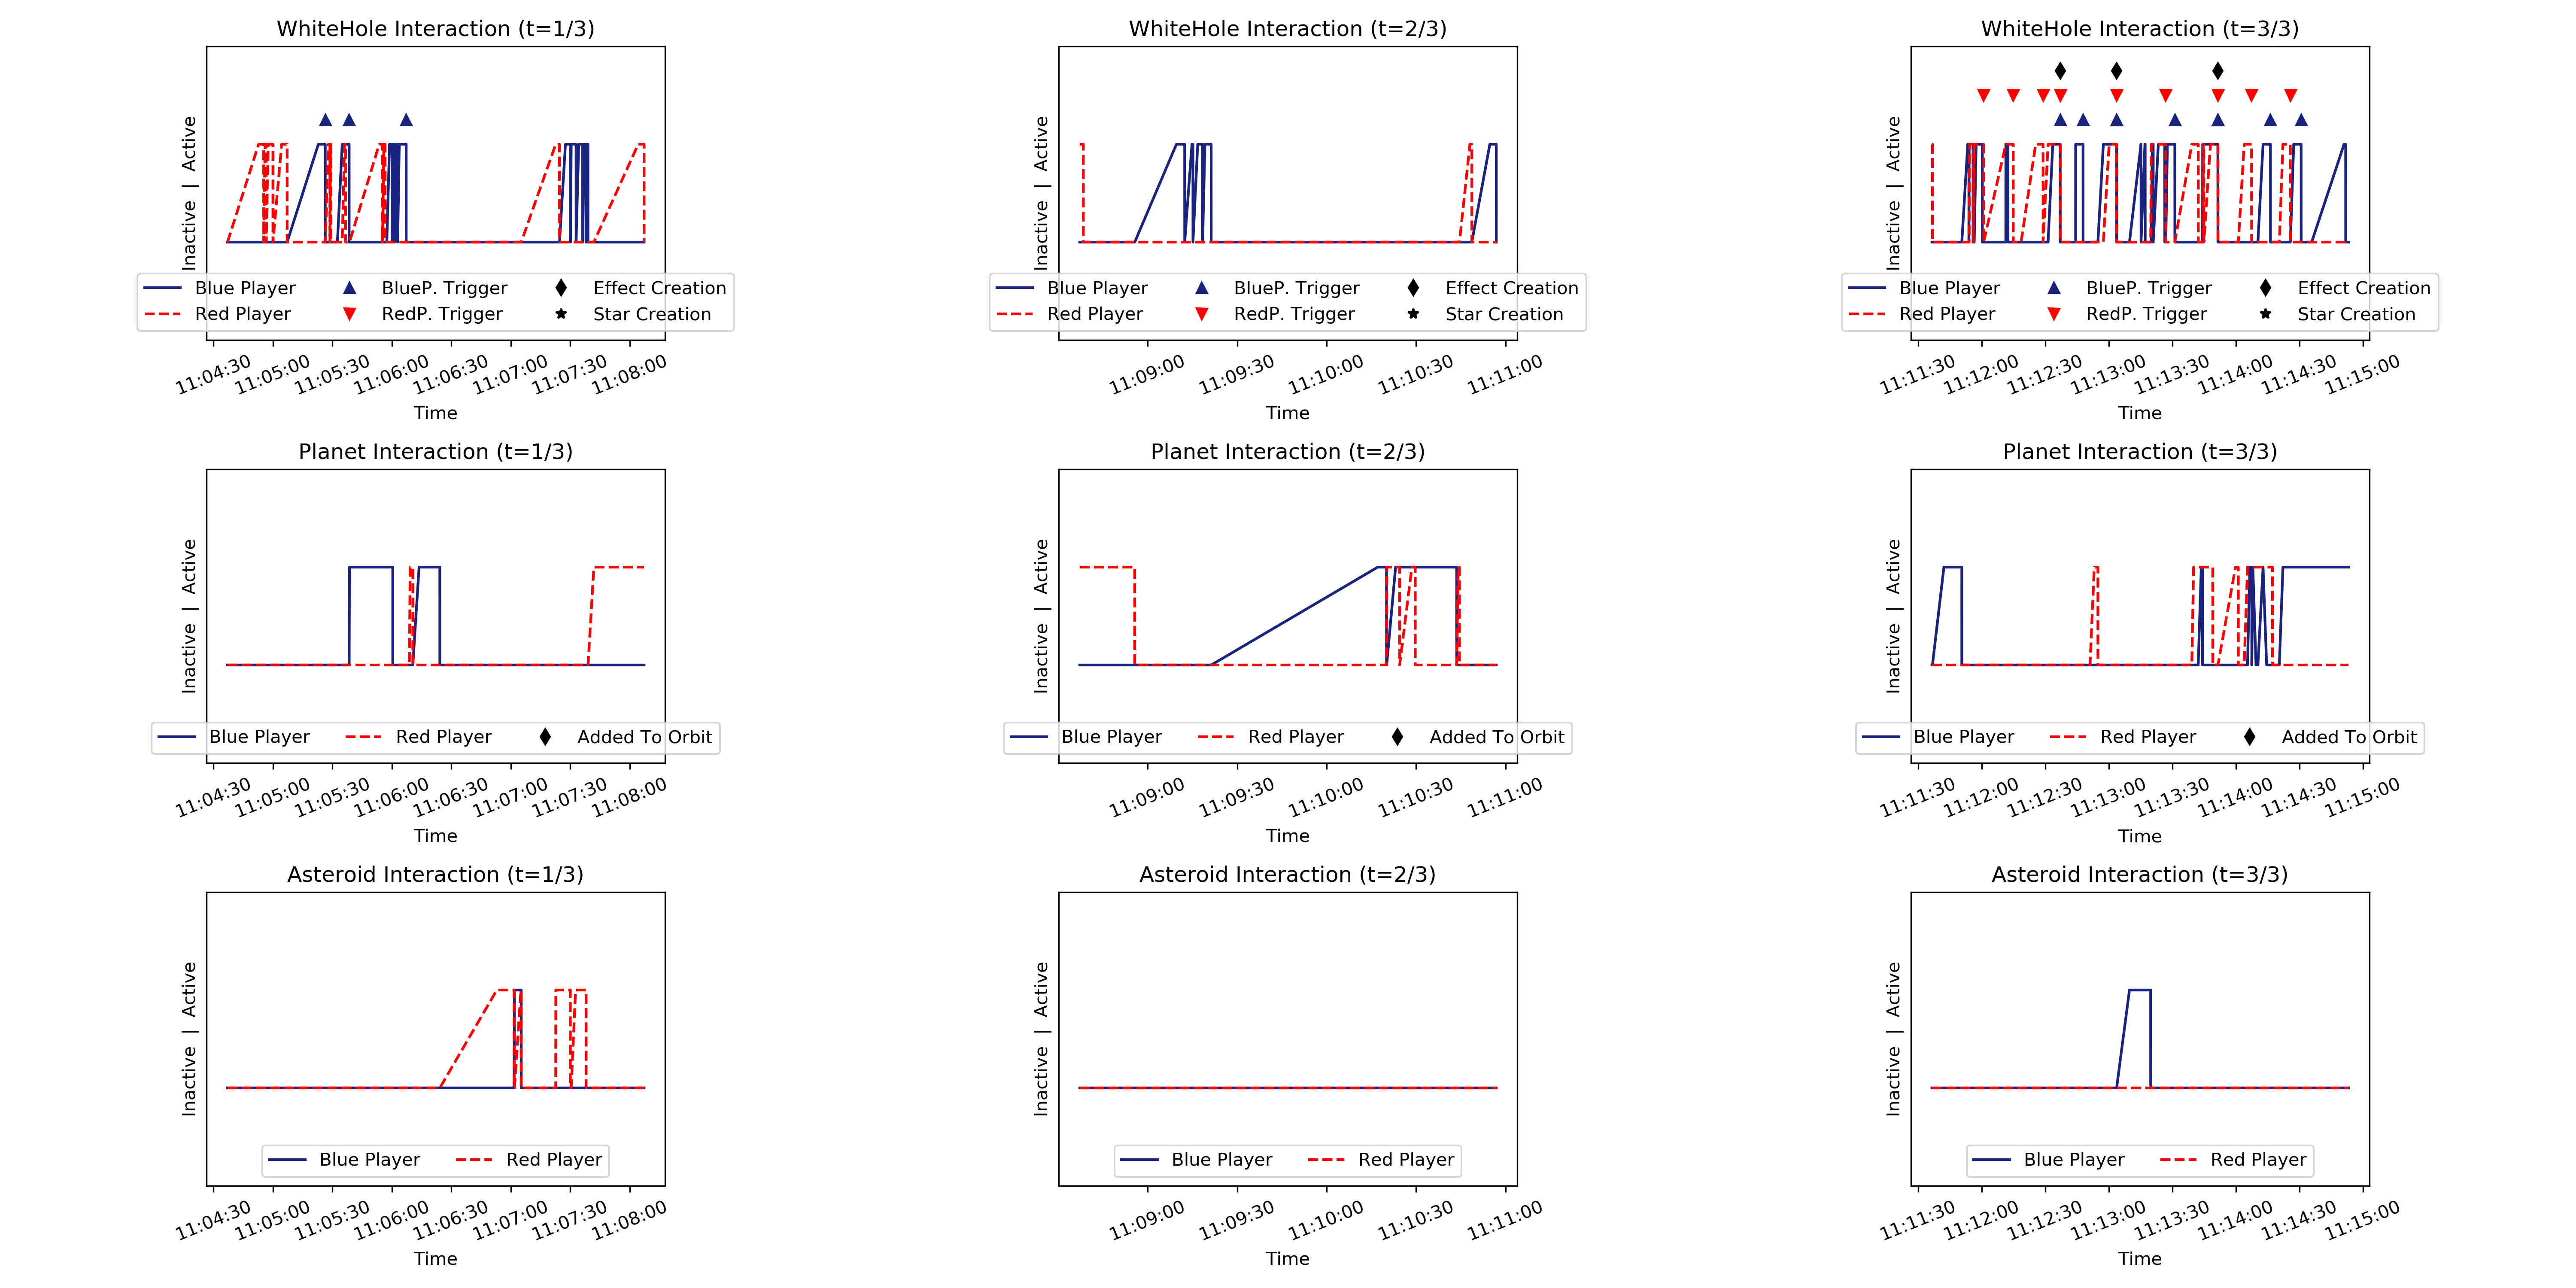 WhiteHole Interaction (t=1/3)
Inactive | Active
Blue Player
Red Player
BlueP. Trigger
RedP. Trigger
Effect Creation
Star Creation
11:04:30 11:05:00 11:05:30 11:06:00 11:06:30 11:07:00 11:07:30 11:08:00
Time
WhiteHole Interaction (t=2/3)
Inactive | Active
Blue Player
Red Player
BlueP. Trigger
RedP. Trigger
Effect Creation
Star Creation
11:09:00 11:09:30 11:10:00 11:10:30 11:11:00
Time
WhiteHole Interaction (t=3/3)
Inactive | Active
Blue Player
Red Player
BlueP. Trigger
RedP. Trigger
Effect Creation
Star Creation
11:11:30 11:12:00 11:12:30 11:13:00 11:13:30 11:14:00 11:14:30 11:15:00
Time
Planet Interaction (t=1/3)
Inactive | Active
Blue Player Red Player Added To Orbit
11:04:30 11:05:00 11:05:30 11:06:00 11:06:30 11:07:00 11:07:30 11:08:00
Time
Planet Interaction (t=2/3)
Inactive | Active
Blue Player Red Player Added To Orbit
11:09:00 11:09:30 11:10:00 11:10:30 11:11:00
Time
Planet Interaction (t=3/3)
Inactive | Active
Blue Player Red Player Added To Orbit
11:11:30 11:12:00 11:12:30 11:13:00 11:13:30 11:14:00 11:14:30 11:15:00
Time
Asteroid Interaction (t=1/3)
Inactive | Active
Blue Player Red Player
11:04:30 11:05:00 11:05:30 11:06:00 11:06:30 11:07:00 11:07:30 11:08:00
Time
Asteroid Interaction (t=2/3)
Inactive | Active
Blue Player Red Player
11:09:00 11:09:30 11:10:00 11:10:30 11:11:00
Time
Asteroid Interaction (t=3/3)
Inactive | Active
Blue Player Red Player
11:11:30 11:12:00 11:12:30 11:13:00 11:13:30 11:14:00 11:14:30 11:15:00
Time